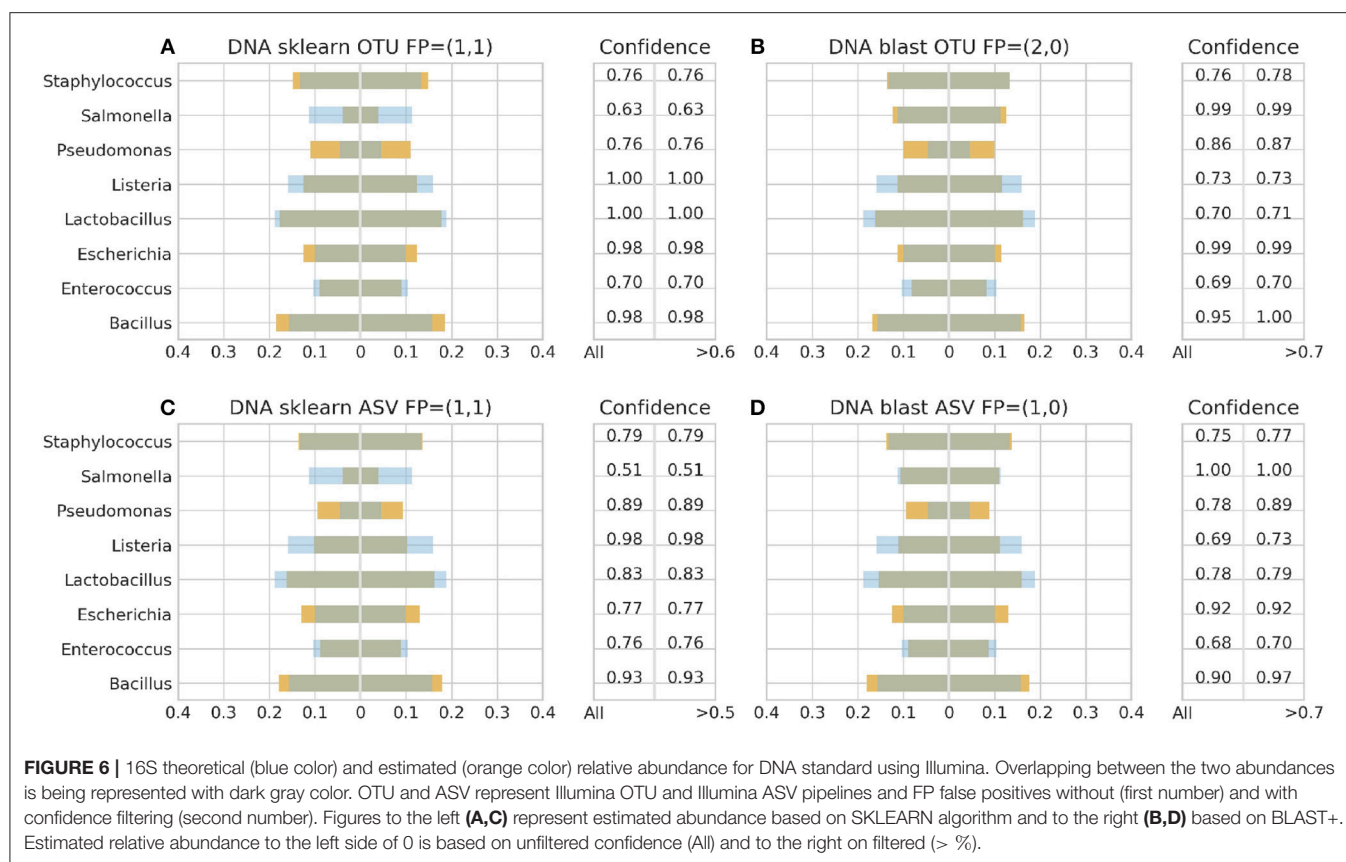 A DNA sklearn OTU FP=(1,1) Confidence
Staphylococcus 0.76 0.76
Salmonella 0.63 0.63
Pseudomonas 0.76 0.76
Listeria 1.00 1.00
Lactobacillus 1.00 1.00
Escherichia 0.98 0.98
Enterococcus 0.70 0.70
Bacillus 0.98 0.98
0.4 0.3 0.2 0.1 0 0.1 0.2 0.3 0.4 All >0.6
B DNA blast OTU FP=(2,0) Confidence
0.76 0.78
0.99 0.99
0.86 0.87
0.73 0.73
0.70 0.71
0.99 0.99
0.69 0.70
0.95 1.00
0.4 0.3 0.2 0.1 0 0.1 0.2 0.3 0.4 All >0.7
C DNA sklearn ASV FP=(1,1) Confidence
Staphylococcus 0.79 0.79
Salmonella 0.51 0.51
Pseudomonas 0.89 0.89
Listeria 0.98 0.98
Lactobacillus 0.83 0.83
Escherichia 0.77 0.77
Enterococcus 0.76 0.76
Bacillus 0.93 0.93
0.4 0.3 0.2 0.1 0 0.1 0.2 0.3 0.4 All >0.5
D DNA blast ASV FP=(1,0) Confidence
0.75 0.77
1.00 1.00
0.78 0.89
0.69 0.73
0.78 0.79
0.92 0.92
0.68 0.70
0.90 0.97
0.4 0.3 0.2 0.1 0 0.1 0.2 0.3 0.4 All >0.7
FIGURE 6 | 16S theoretical (blue color) and estimated (orange color) relative abundance for DNA standard using Illumina. Overlapping between the two abundances
is being represented with dark gray color. OTU and ASV represent Illumina OTU and Illumina ASV pipelines and FP false positives without (first number) and with
confidence filtering (second number). Figures to the left (A,C) represent estimated abundance based on SKLEARN algorithm and to the right (B,D) based on BLAST+.
Estimated relative abundance to the left side of 0 is based on unfiltered confidence (All) and to the right on filtered (> %).